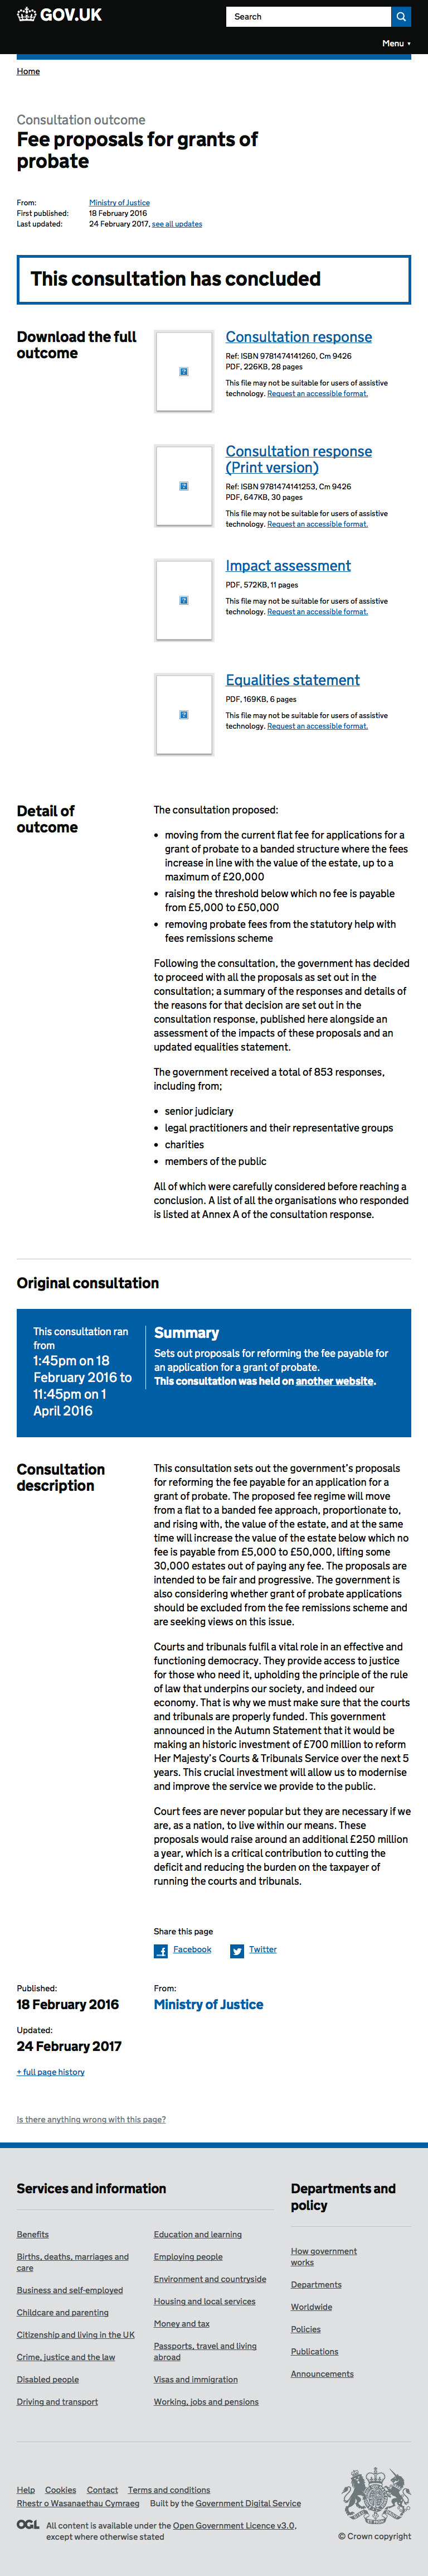 GOV.UK
Search
Menu ▼
Home
Consultation outcome
Fee proposals for grants of
probate
From: Ministry of Justice
First published: 18 February 2016
Last updated: 24 February 2017, see all updates
This consultation has concluded
Download the full
outcome
Consultation response
Ref: ISBN 9781474141260, Cm 9426
PDF, 226KB, 28 pages
This file may not be suitable for users of assistive
technology. Request an accessible format.
Consultation response
(Print version)
Ref: ISBN 9781474141253, Cm 9426
PDF, 647KB, 30 pages
This file may not be suitable for users of assistive
technology. Request an accessible format.
Impact assessment
PDF, 572KB, 11 pages
This file may not be suitable for users of assistive
technology. Request an accessible format.
Equalities statement
PDF, 169KB, 6 pages
This file may not be suitable for users of assistive
technology. Request an accessible format.
Detail of
outcome
The consultation proposed:
• moving from the current flat fee for applications for a
grant of probate to a banded structure where the fees
increase in line with the value of the estate, up to a
maximum of £20,000
• raising the threshold below which no fee is payable
from £5,000 to £50,000
• removing probate fees from the statutory help with
fees remissions scheme
Following the consultation, the government has decided
to proceed with all the proposals as set out in the
consultation; a summary of the responses and details of
the reasons for that decision are set out in the
consultation response, published here alongside an
assessment of the impacts of these proposals and an
updated equalities statement.
The government received a total of 853 responses,
including from;
• senior judiciary
• legal practitioners and their representative groups
• charities
• members of the public
All of which were carefully considered before reaching a
conclusion. A list of all the organisations who responded
is listed at Annex A of the consultation response.
Original consultation
This consultation ran
from
1:45pm on 18
February 2016 to
11:45pm on 1
April 2016
Summary
Sets out proposals for reforming the fee payable for
an application for a grant of probate.
This consultation was held on another website.
Consultation
description
This consultation sets out the government's proposals
for reforming the fee payable for an application for a
grant of probate. The proposed fee regime will move
from a flat to a banded fee approach, proportionate to,
and rising with, the value of the estate, and at the same
time will increase the value of the estate below which no
fee is payable from £5,000 to £50,000, lifting some
30,000 estates out of paying any fee. The proposals are
intended to be fair and progressive. The government is
also considering whether grant of probate applications
should be excluded from the fee remissions scheme and
are seeking views on this issue.
Courts and tribunals fulfil a vital role in an effective and
functioning democracy. They provide access to justice
for those who need it, upholding the principle of the rule
of law that underpins our society, and indeed our
economy. That is why we must make sure that the courts
and tribunals are properly funded. This government
announced in the Autumn Statement that it would be
making an historic investment of £700 million to reform
Her Majesty's Courts & Tribunals Service over the next 5
years. This crucial investment will allow us to modernise
and improve the service we provide to the public.
Court fees are never popular but they are necessary if we
are, as a nation, to live within our means. These
proposals would raise around an additional £250 million
a year, which is a critical contribution to cutting the
deficit and reducing the burden on the taxpayer of
running the courts and tribunals.
Share this page
Facebook Twitter
Published:
18 February 2016
From:
Ministry of Justice
Updated:
24 February 2017
+ full page history
Is there anything wrong with this page?
Services and information
Benefits
Births, deaths, marriages and
care
Business and self-employed
Childcare and parenting
Citizenship and living in the UK
Crime, justice and the law
Disabled people
Driving and transport
Education and learning
Employing people
Environment and countryside
Housing and local services
Money and tax
Passports, travel and living
abroad
Visas and immigration
Working, jobs and pensions
Departments and
policy
How government
works
Departments
Worldwide
Policies
Publications
Announcements
Help Cookies Contact Terms and conditions
Rhestr o Wasanaethau Cymraeg Built by the Government Digital Service
OGL All content is available under the Open Government Licence v3.0,
except where otherwise stated
© Crown copyright